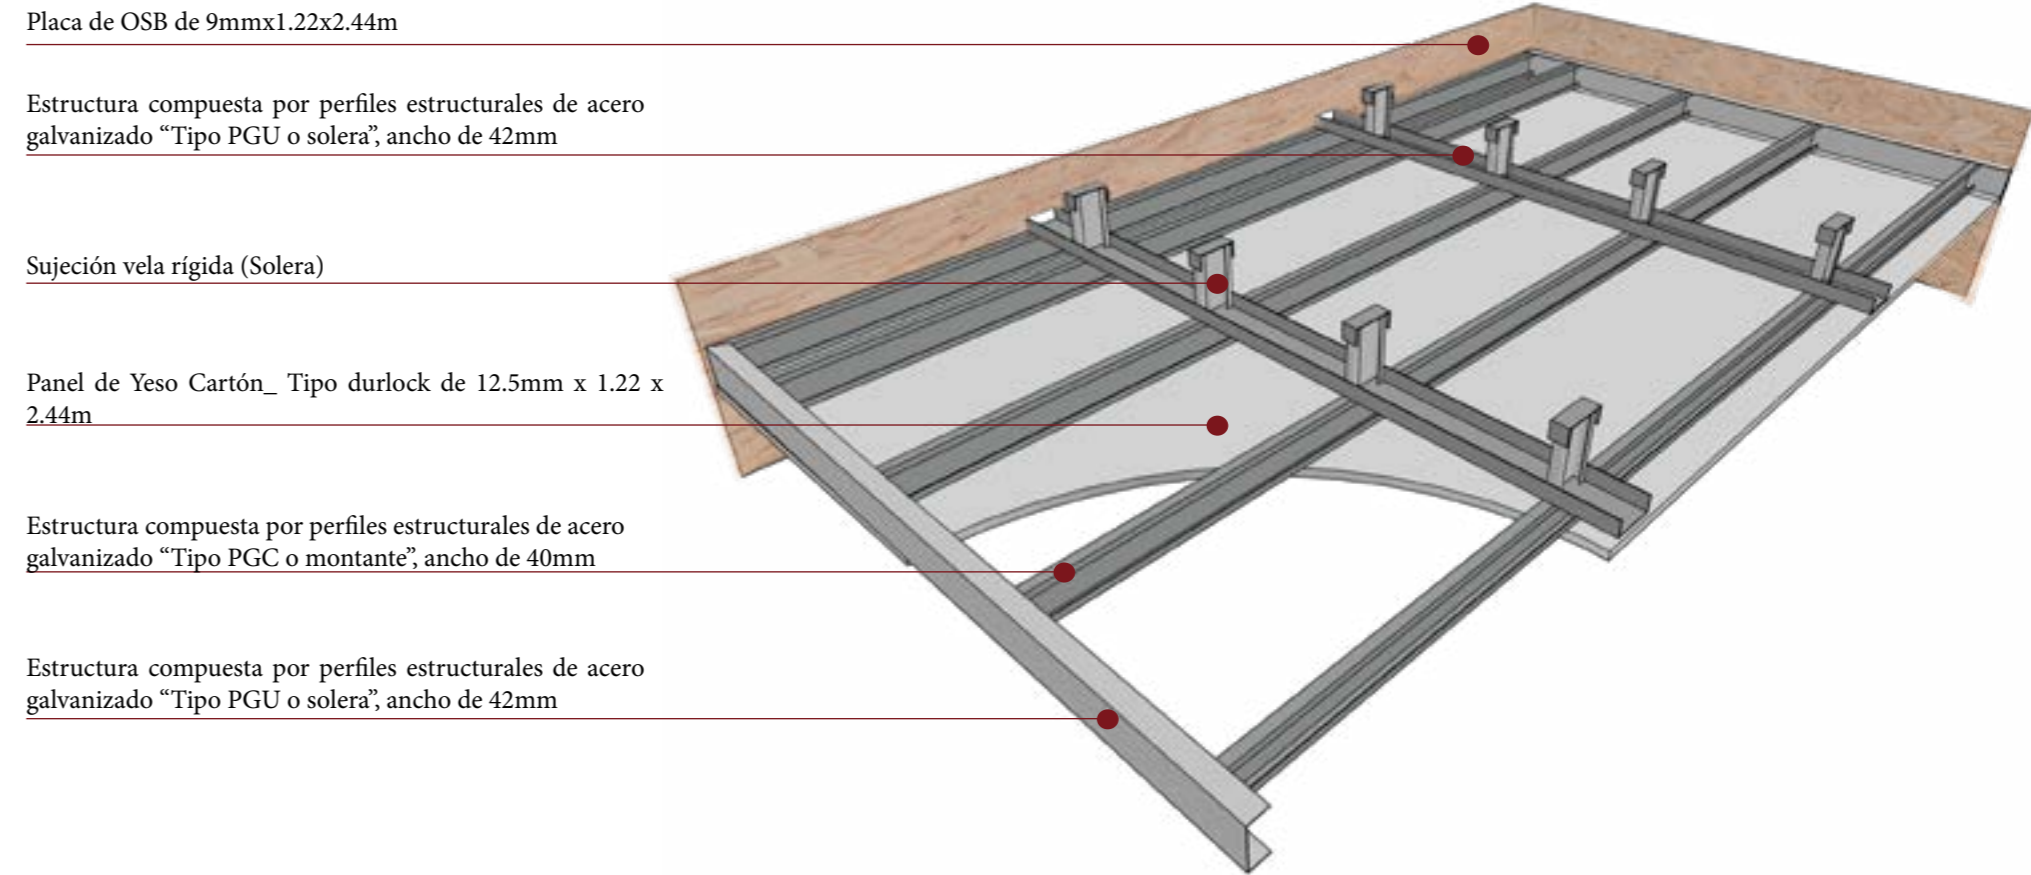 Placa de OSB de 9mmx1.22x2.44m
Estructura compuesta por perfiles estructurales de acero
galvanizado “Tipo PGU o solera”, ancho de 42mm
Sujeción vela rígida (Solera)
Panel de Yeso Cartón_ Tipo durlock de 12.5mm x 1.22 x
2.44m
Estructura compuesta por perfiles estructurales de acero
galvanizado “Tipo PGC o montante”, ancho de 40mm
Estructura compuesta por perfiles estructurales de acero
galvanizado “Tipo PGU o solera”, ancho de 42mm